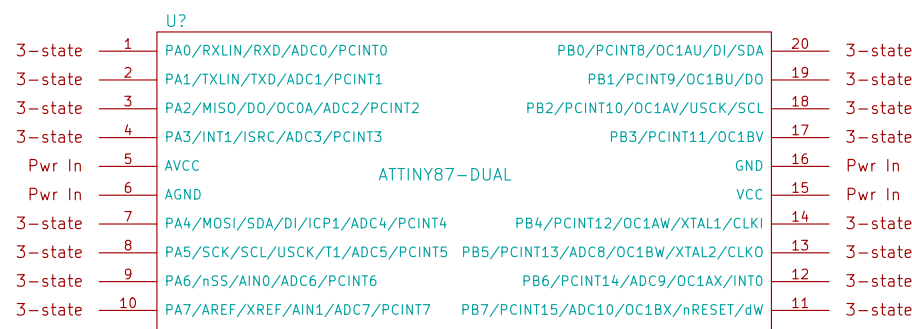 U?
3-state 1 PA0/RXLIN/RXD/ADC0/PCINT0 PB0/PCINT8/OC1AU/DI/SDA 20 3-state
3-state 2 PA1/TXLIN/TXD/ADC1/PCINT1 PB1/PCINT9/OC1BU/DO 19 3-state
3-state 3 PA2/MISO/DO/OC0A/ADC2/PCINT2 PB2/PCINT10/OC1AV/USCK/SCL 18 3-state
3-state 4 PA3/INT1/ISRC/ADC3/PCINT3 PB3/PCINT11/OC1BV 17 3-state
Pwr In 5 AVCC GND 16 Pwr In
ATTINY87-DUAL
Pwr In 6 AGND VCC 15 Pwr In
3-state 7 PA4/MOSI/SDA/DI/ICP1/ADC4/PCINT4 PB4/PCINT12/OC1AW/XTAL1/CLKI 14 3-state
3-state 8 PA5/SCK/SCL/USCK/T1/ADC5/PCINT5 PB5/PCINT13/ADC8/OC1BW/XTAL2/CLKO 13 3-state
3-state 9 PA6/nSS/AIN0/ADC6/PCINT6 PB6/PCINT14/ADC9/OC1AX/INT0 12 3-state
3-state 10 PA7/AREF/XREF/AIN1/ADC7/PCINT7 PB7/PCINT15/ADC10/OC1BX/nRESET/dW 11 3-state